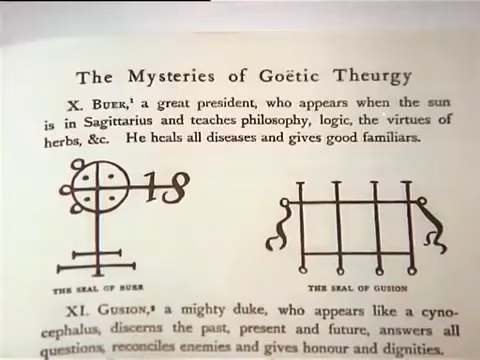 The Mysteries of Goëtic Theurgy
X. Buer,¹ a great president, who appears when the sun
is in Sagittarius and teaches philosophy, logic, the virtues of
herbs, &c. He heals all diseases and gives good familiars.
18
THE SEAL OF BUER
THE SEAL OF GUSION
XI. Gusion,² a mighty duke, who appears like a cyno-
cephalus, discerns the past, present and future, answers all
questions, reconciles enemies and gives honour and dignities.